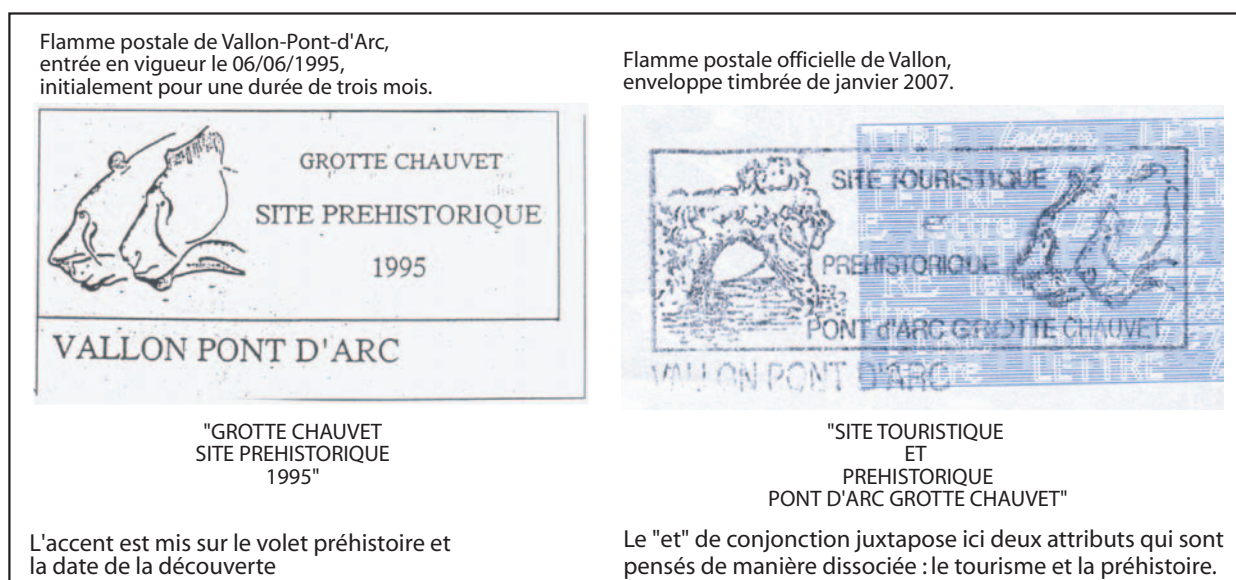 Flamme postale de Vallon-Pont-d'Arc,
entrée en vigueur le 06/06/1995,
initialement pour une durée de trois mois.
GROTTE CHAUVET
SITE PREHISTORIQUE
1995
VALLON PONT D'ARC
"GROTTE CHAUVET
SITE PREHISTORIQUE
1995"
L'accent est mis sur le volet préhistoire et
la date de la découverte
Flamme postale officielle de Vallon,
enveloppe timbrée de janvier 2007.
SITE TOURISTIQUE
et
PREHISTORIQUE
PONT d'ARC GROTTE CHAUVET
VALLON PONT D'ARC
"SITE TOURISTIQUE
ET
PREHISTORIQUE
PONT D'ARC GROTTE CHAUVET"
Le "et" de conjonction juxtapose ici deux attributs qui sont
pensés de manière dissociée : le tourisme et la préhistoire.